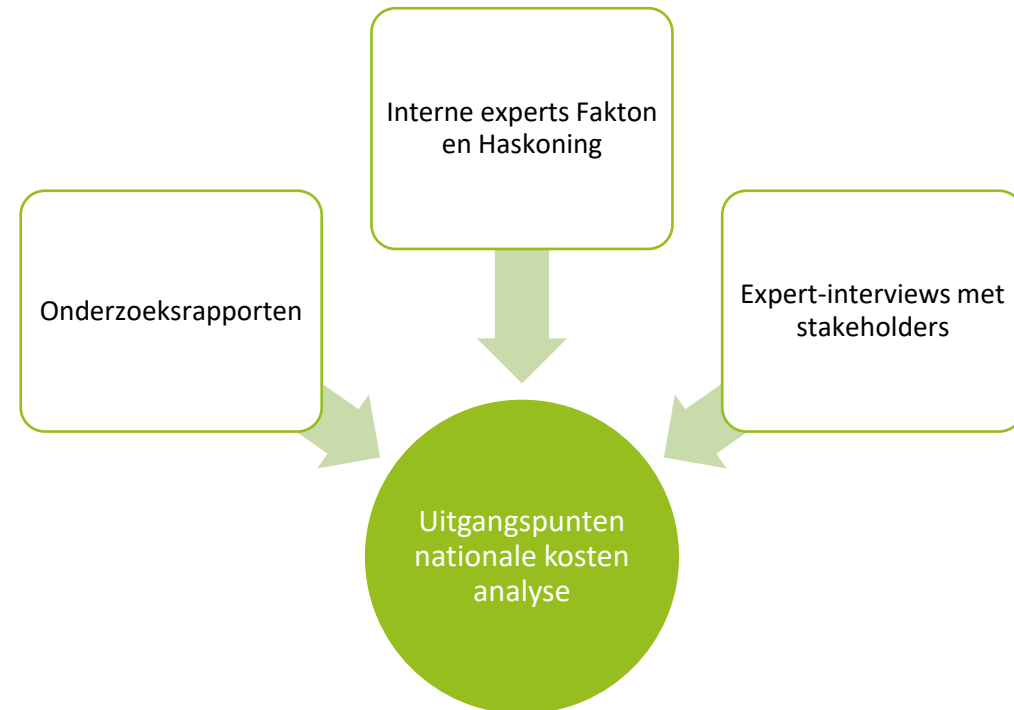 Interne experts Fakton
en Haskoning
Onderzoeksrapporten
Expert-interviews met
stakeholders
Uitgangspunten
nationale kosten
analyse